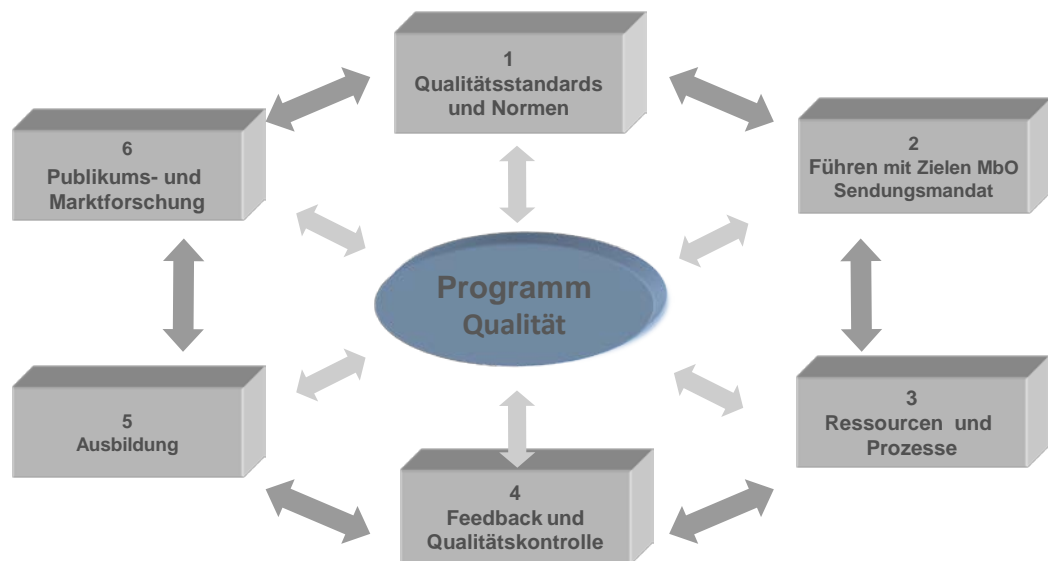 1
Qualitätsstandards
und Normen
2
Führen mit Zielen MbO
Sendungsmandat
3
Ressourcen und
Prozesse
4
Feedback und
Qualitätskontrolle
5
Ausbildung
6
Publikums- und
Marktforschung
Programm
Qualität